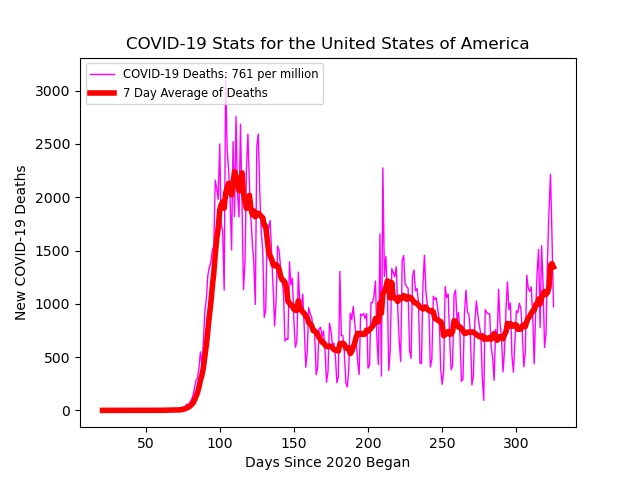 COVID-19 Stats for the United States of America
COVID-19 Deaths: 761 per million
7 Day Average of Deaths
New COVID-19 Deaths
3000
2500
2000
1500
1000
500
0
50 100 150 200 250 300
Days Since 2020 Began